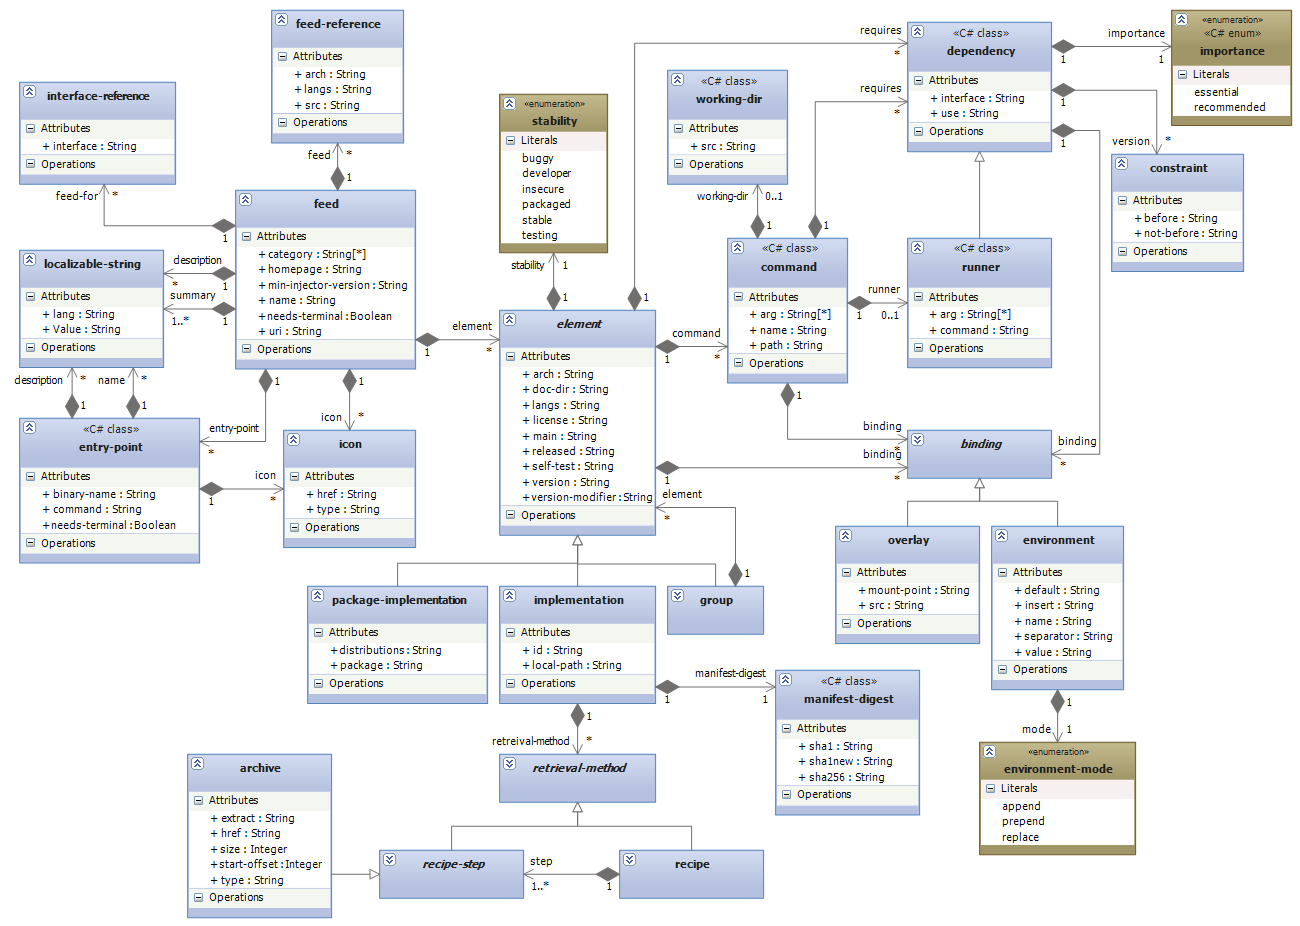 feed-reference
Attributes
+ arch : String
+ langs : String
+ src : String
Operations
feed
*
1
interface-reference
Attributes
+ interface : String
Operations
feed-for
*
1
feed
Attributes
+ category : String[*]
+ homepage : String
+ min-injector-version : String
+ name : String
+ needs-terminal :Boolean
+ uri : String
Operations
localizable-string
Attributes
+ lang : String
+ Value : String
Operations
description
*
1
summary
1..*
1
description
*
1
name
*
1
entry-point
*
1
icon
*
1
element
*
1
«C# class»
entry-point
Attributes
+ binary-name : String
+ command : String
+ needs-terminal :Boolean
Operations
icon
*
1
icon
Attributes
+ href : String
+ type : String
Operations
«enumeration»
stability
Literals
buggy
developer
insecure
packaged
stable
testing
stability
1
1
element
Attributes
+ arch : String
+ doc-dir : String
+ langs : String
+ license : String
+ main : String
+ released : String
+ self-test : String
+ version : String
+ version-modifier : String
Operations
requires
*
1
command
*
1
binding
*
1
element
*
1
«C# class»
working-dir
Attributes
+ src : String
Operations
working-dir
0..1
1
requires
*
1
«C# class»
command
Attributes
+ arg : String[*]
+ name : String
+ path : String
Operations
runner
0..1
1
binding
*
1
«C# class»
dependency
Attributes
+ interface : String
+ use : String
Operations
importance
1
1
version
*
1
binding
*
1
«enumeration»
«C# enum»
importance
Literals
essential
recommended
constraint
Attributes
+ before : String
+ not-before : String
Operations
«C# class»
runner
Attributes
+ arg : String[*]
+ command : String
Operations
binding
overlay
Attributes
+ mount-point : String
+ src : String
Operations
environment
Attributes
+ default : String
+ insert : String
+ name : String
+ separator : String
+ value : String
Operations
mode
1
1
«enumeration»
environment-mode
Literals
append
prepend
replace
package-implementation
Attributes
+ distributions : String
+ package : String
Operations
implementation
Attributes
+ id : String
+ local-path : String
Operations
group
manifest-digest
1
1
«C# class»
manifest-digest
Attributes
+ sha1 : String
+ sha1new : String
+ sha256 : String
Operations
retreival-method
*
1
retrieval-method
archive
Attributes
+ extract : String
+ href : String
+ size : Integer
+ start-offset : Integer
+ type : String
Operations
recipe-step
step
1..*
1
recipe